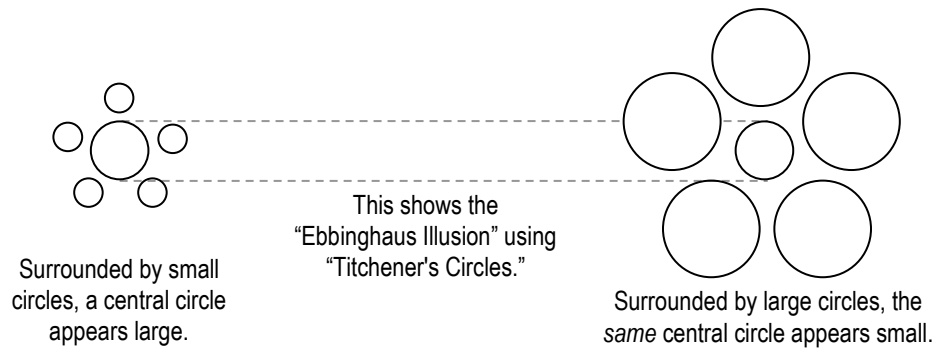 This shows the
“Ebbinghaus Illusion” using
“Titchener's Circles.”
Surrounded by small
circles, a central circle
appears large.
Surrounded by large circles, the
same central circle appears small.